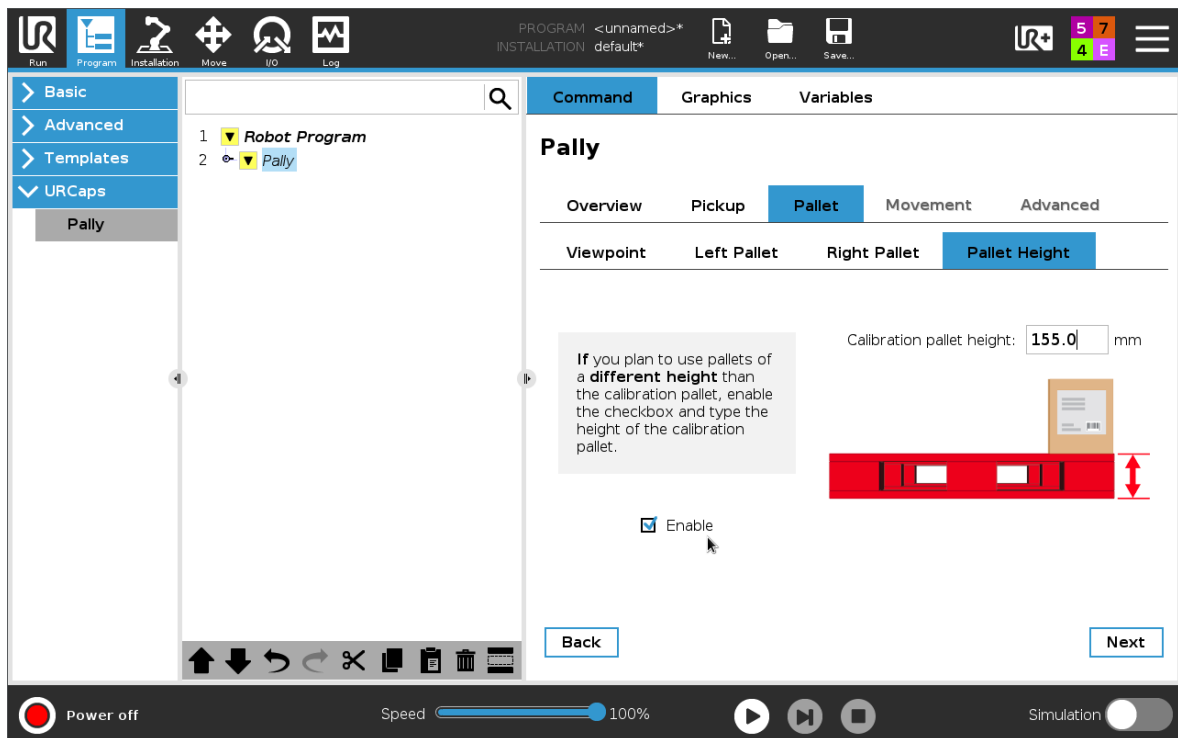 PROGRAM <unnamed>*
INSTALLATION default*
UR
Run
Program
Installation
Move
I/O
Log
New...
Open...
Save...
UR+
5 7
4 E
Basic
Advanced
Templates
URCaps
Pally
1 Robot Program
2 Pally
Command Graphics Variables
Pally
Overview Pickup Pallet Movement Advanced
Viewpoint Left Pallet Right Pallet Pallet Height
If you plan to use pallets of
a different height than
the calibration pallet, enable
the checkbox and type the
height of the calibration
pallet.
Calibration pallet height: 155.0 mm
Enable
Back Next
Power off Speed 100% Simulation